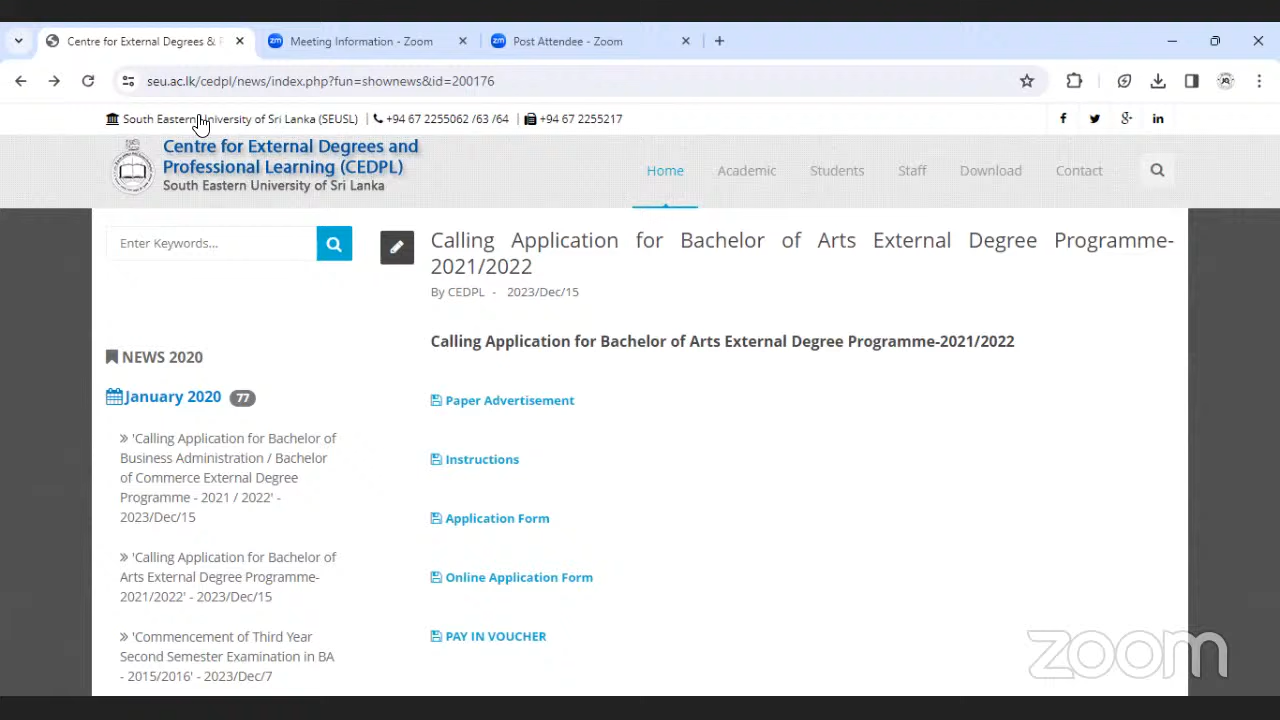 Centre for External Degrees &
Meeting Information - Zoom
Post Attendee - Zoom
seu.ac.lk/cedpl/news/index.php?fun=shownews&id=200176
South Eastern University of Sri Lanka (SEUSL) | +94 67 2255062 /63 /64 | +94 67 2255217
Centre for External Degrees and
Professional Learning (CEDPL)
South Eastern University of Sri Lanka
Home Academic Students Staff Download Contact
Enter Keywords...
Calling Application for Bachelor of Arts External Degree Programme-
2021/2022
By CEDPL - 2023/Dec/15
Calling Application for Bachelor of Arts External Degree Programme-2021/2022
Paper Advertisement
Instructions
Application Form
Online Application Form
PAY IN VOUCHER
NEWS 2020
January 2020 77
» 'Calling Application for Bachelor of
Business Administration / Bachelor
of Commerce External Degree
Programme - 2021 / 2022' -
2023/Dec/15
» 'Calling Application for Bachelor of
Arts External Degree Programme-
2021/2022' - 2023/Dec/15
» 'Commencement of Third Year
Second Semester Examination in BA
- 2015/2016' - 2023/Dec/7
zoom